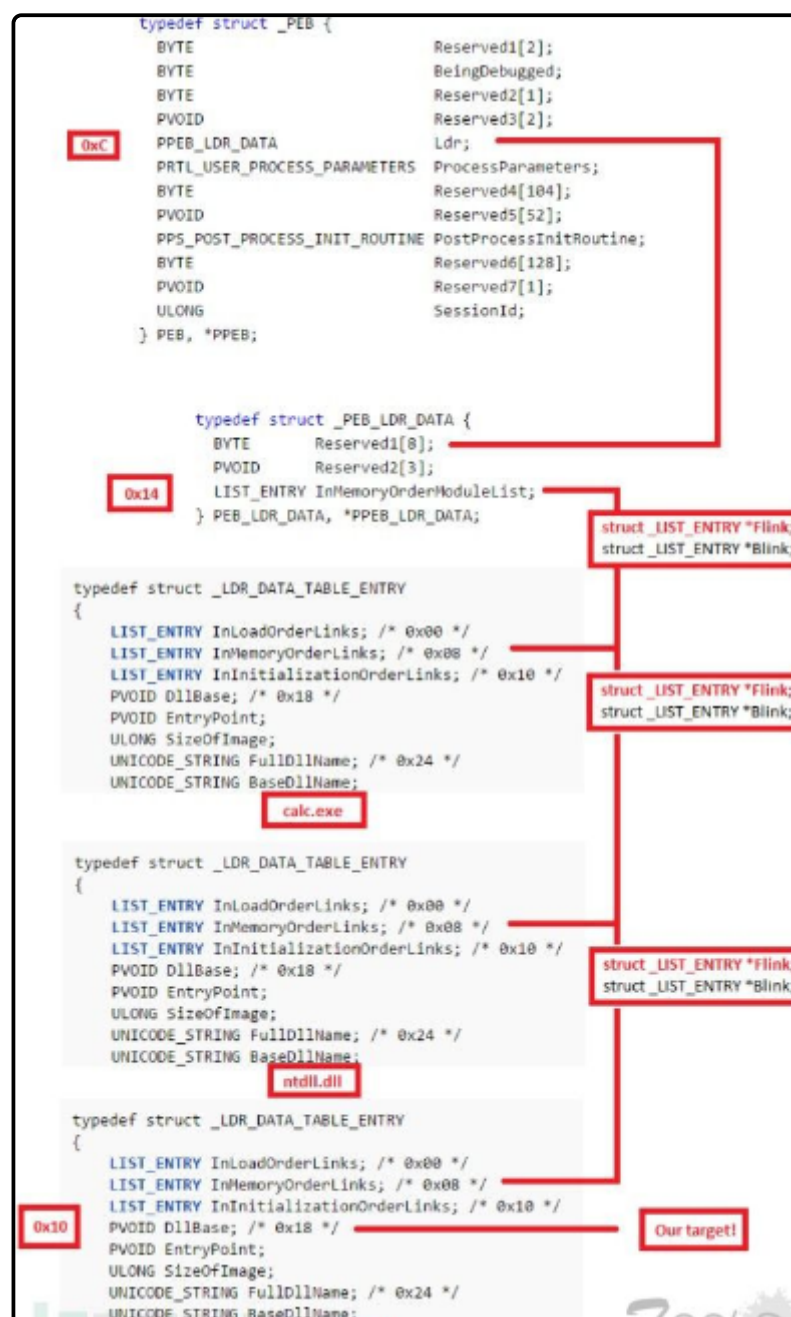 typedef struct _PEB {
BYTE Reserved1[2];
BYTE BeingDebugged;
BYTE Reserved2[1];
PVOID Reserved3[2];
0xC PPEB_LDR_DATA Ldr;
PRTL_USER_PROCESS_PARAMETERS ProcessParameters;
BYTE Reserved4[104];
PVOID Reserved5[52];
PPS_POST_PROCESS_INIT_ROUTINE PostProcessInitRoutine;
BYTE Reserved6[128];
PVOID Reserved7[1];
ULONG SessionId;
} PEB, *PPEB;
typedef struct _PEB_LDR_DATA {
BYTE Reserved1[8];
PVOID Reserved2[3];
0x14 LIST_ENTRY InMemoryOrderModuleList;
} PEB_LDR_DATA, *PPEB_LDR_DATA;
struct _LIST_ENTRY *Flink;
struct _LIST_ENTRY *Blink;
typedef struct _LDR_DATA_TABLE_ENTRY
{
LIST_ENTRY InLoadOrderLinks; /* 0x00 */
LIST_ENTRY InMemoryOrderLinks; /* 0x08 */
LIST_ENTRY InInitializationOrderLinks; /* 0x10 */
PVOID DllBase; /* 0x18 */
PVOID EntryPoint;
ULONG SizeOfImage;
UNICODE_STRING FullDllName; /* 0x24 */
UNICODE_STRING BaseDllName;
struct _LIST_ENTRY *Flink;
struct _LIST_ENTRY *Blink;
calc.exe
typedef struct _LDR_DATA_TABLE_ENTRY
{
LIST_ENTRY InLoadOrderLinks; /* 0x00 */
LIST_ENTRY InMemoryOrderLinks; /* 0x08 */
LIST_ENTRY InInitializationOrderLinks; /* 0x10 */
PVOID DllBase; /* 0x18 */
PVOID EntryPoint;
ULONG SizeOfImage;
UNICODE_STRING FullDllName; /* 0x24 */
UNICODE_STRING BaseDllName;
struct _LIST_ENTRY *Flink
struct _LIST_ENTRY *Blink;
ntdll.dll
typedef struct _LDR_DATA_TABLE_ENTRY
{
LIST_ENTRY InLoadOrderLinks; /* 0x00 */
LIST_ENTRY InMemoryOrderLinks; /* 0x08 */
LIST_ENTRY InInitializationOrderLinks; /* 0x10 */
0x10 PVOID DllBase; /* 0x18 */ Our target!
PVOID EntryPoint;
ULONG SizeOfImage;
UNICODE_STRING FullDllName; /* 0x24 */
UNICODE_STRING BaseDllName;